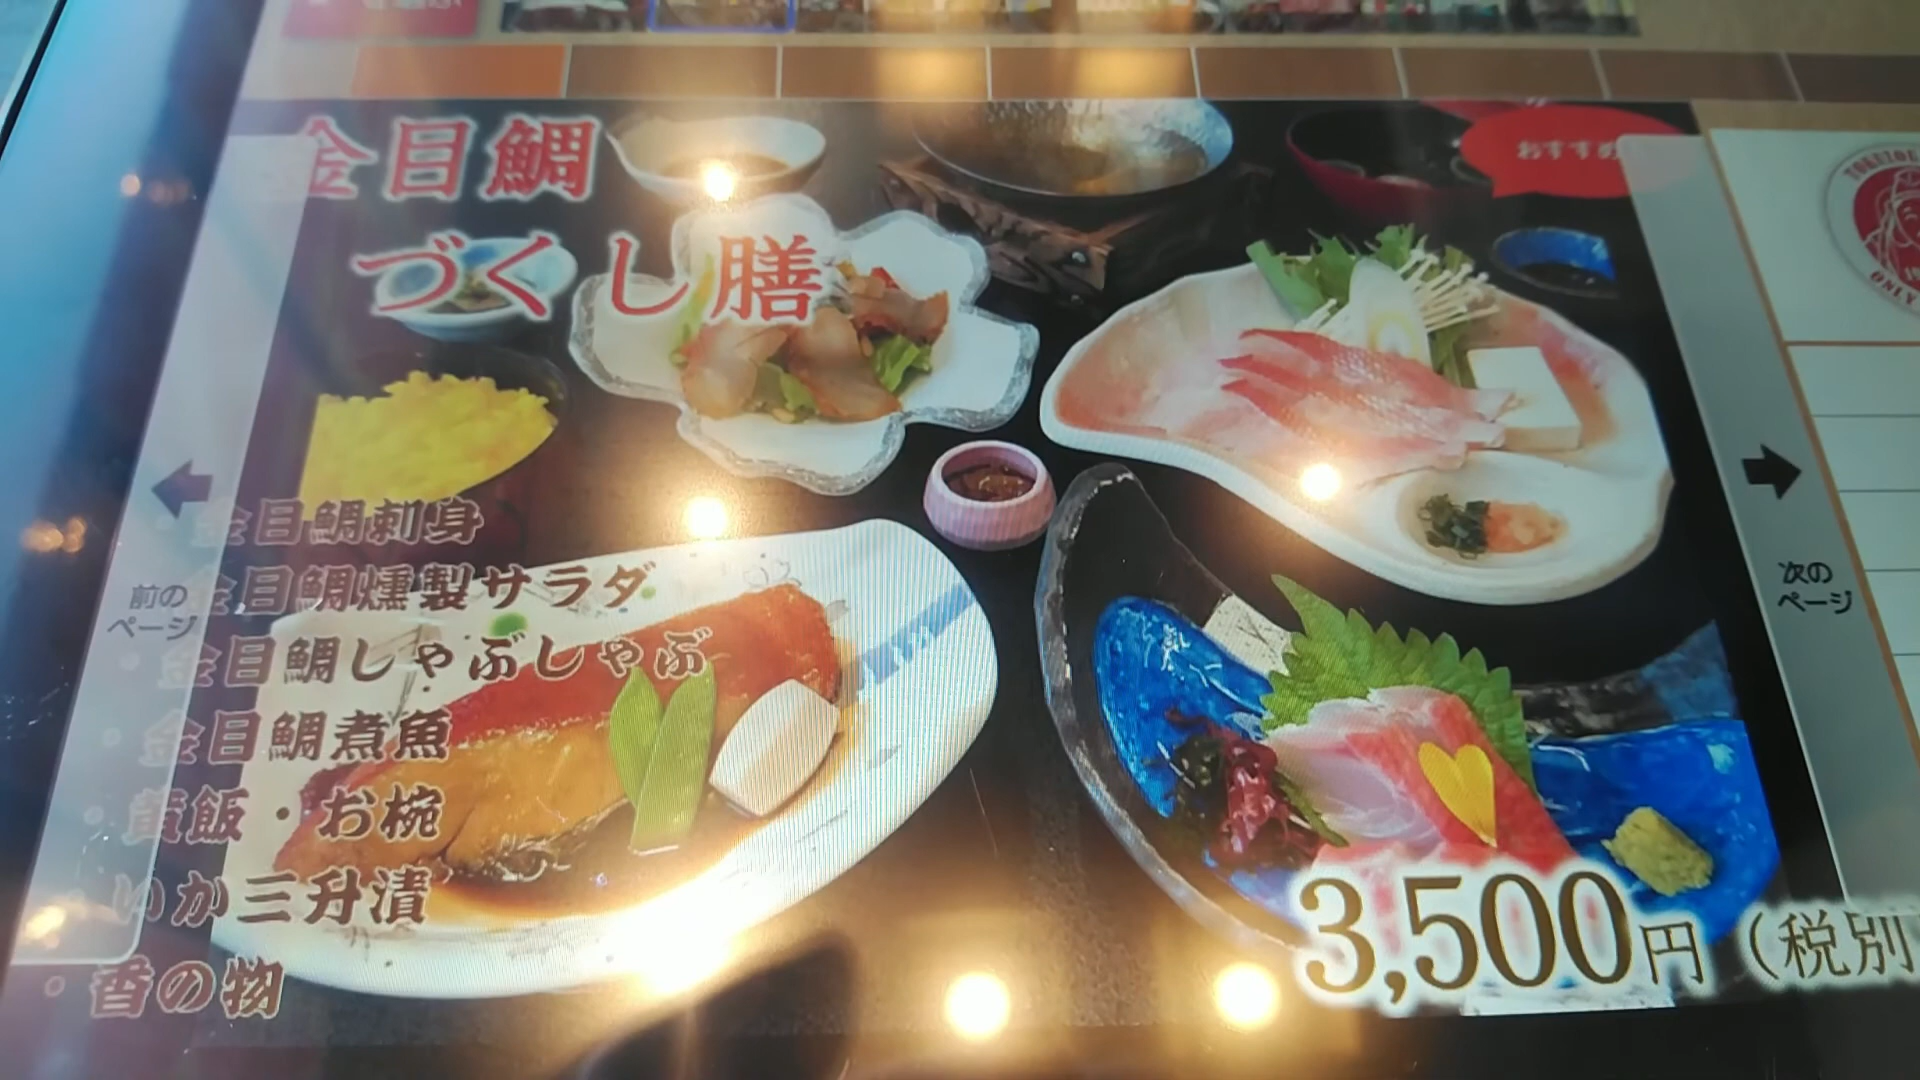 金目鯛
おすすめ
づくし膳
・金目鯛刺身
・金目鯛燻製サラダ
・金目鯛しゃぶしゃぶ
・金目鯛煮魚
・黄飯・お椀
いか三升漬
・香の物
前の
ページ
次の
ページ
3,500円(税別
ONLY